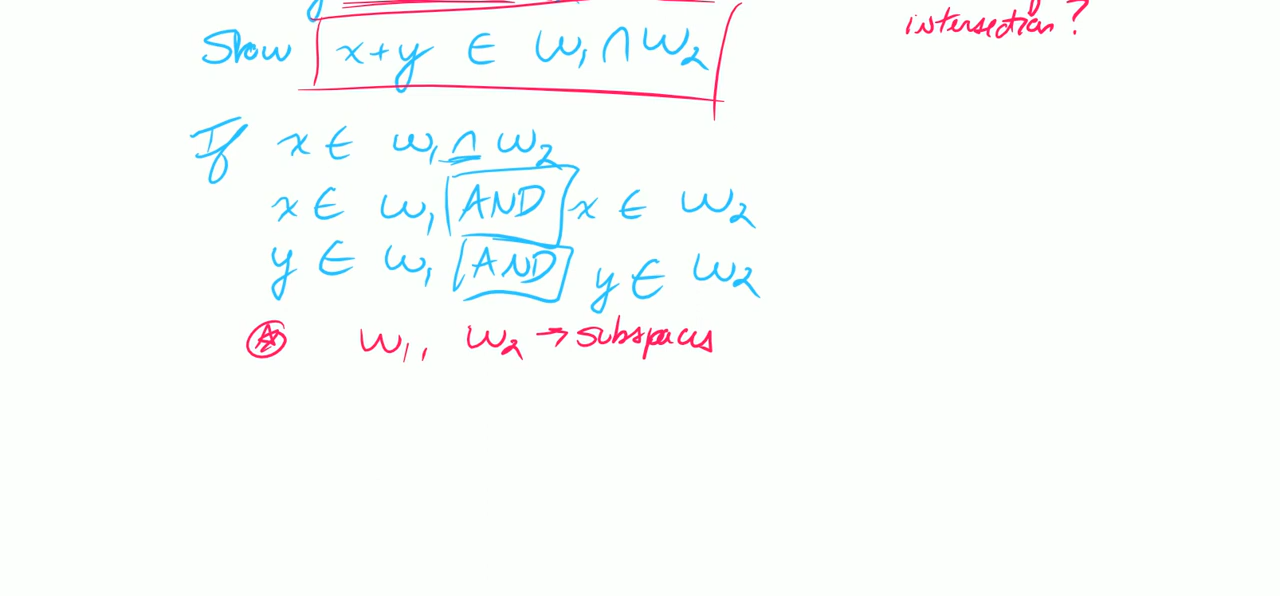 intersection?
Show x+y ∈ W₁ ∩ W₂
If x ∈ W₁ ∩ W₂
x ∈ W₁ AND x ∈ W₂
y ∈ W₁ AND y ∈ W₂
W₁, W₂ → subspaces